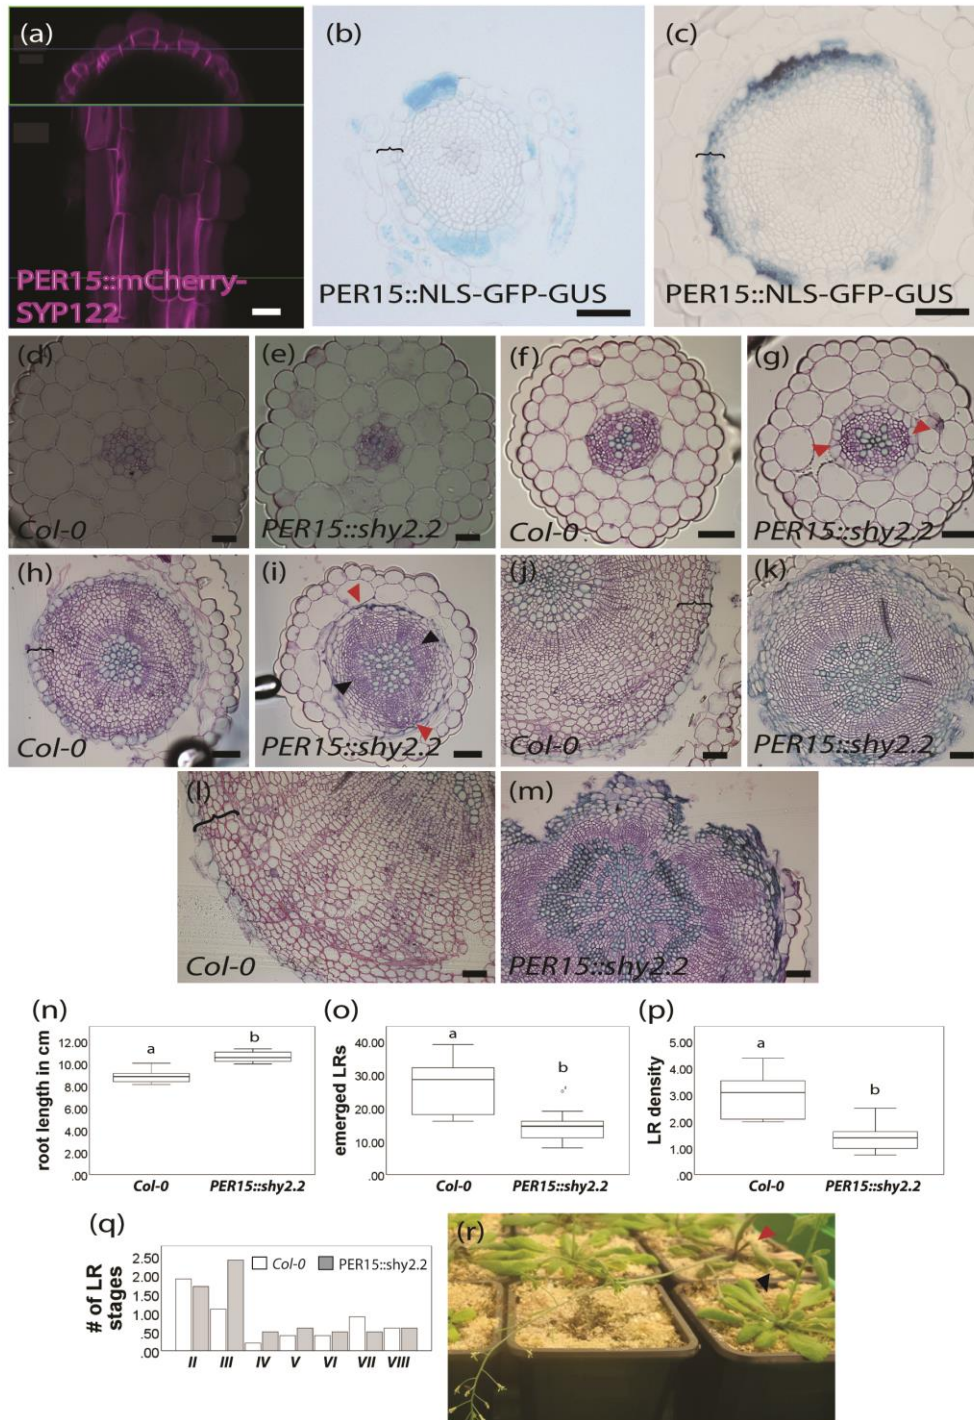 (a)
(b)
(c)
PER15::mCherry-
SYP122
PER15::NLS-GFP-GUS
PER15::NLS-GFP-GUS
(d)
(e)
(f)
(g)
Col-0
PER15::shy2.2
Col-0
PER15::shy2.2
(h)
(i)
(j)
(k)
Col-0
PER15::shy2.2
Col-0
PER15::shy2.2
(l)
(m)
Col-0
PER15::shy2.2
(n)
root length in cm
12.00
10.00
8.00
6.00
4.00
2.00
.00
a
b
Col-0
PER15::shy2.2
(o)
emerged LRs
40.00
30.00
20.00
10.00
.00
a
b
Col-0
PER15::shy2.2
(p)
LR density
5.00
4.00
3.00
2.00
1.00
.00
a
b
Col-0
PER15::shy2.2
(q)
# of LR
stages
2.50
2.00
1.50
1.00
.50
.00
Col-0
PER15::shy2.2
II
III
IV
V
VI
VII
VIII
(r)